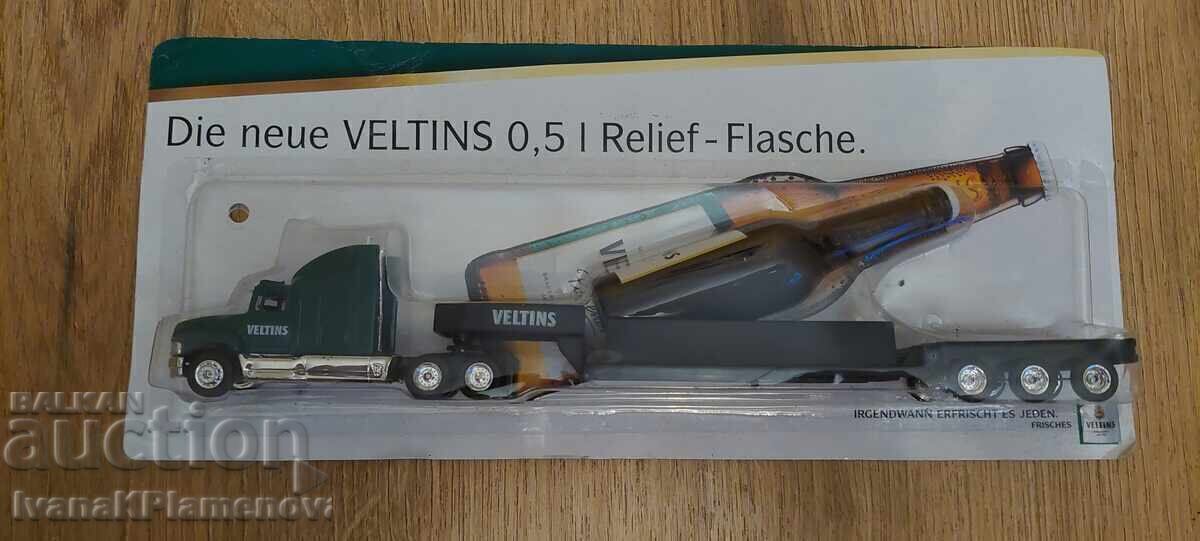 Die neue VELTINS 0,5 l Relief-Flasche.
VELTINS
VELTINS
IRGENDWANN ERFRISCHT ES JEDEN.
FRISCHES
VELTINS
BALKAN
auction
IvanaKPlamenova